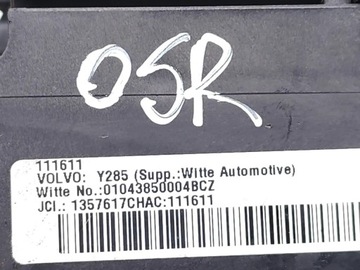 OSR
111611
VOLVO: Y285 (Supp.:Witte Automotive)
Witte No.:01043850004BCZ
JCI.: 1357617CHAC:111611